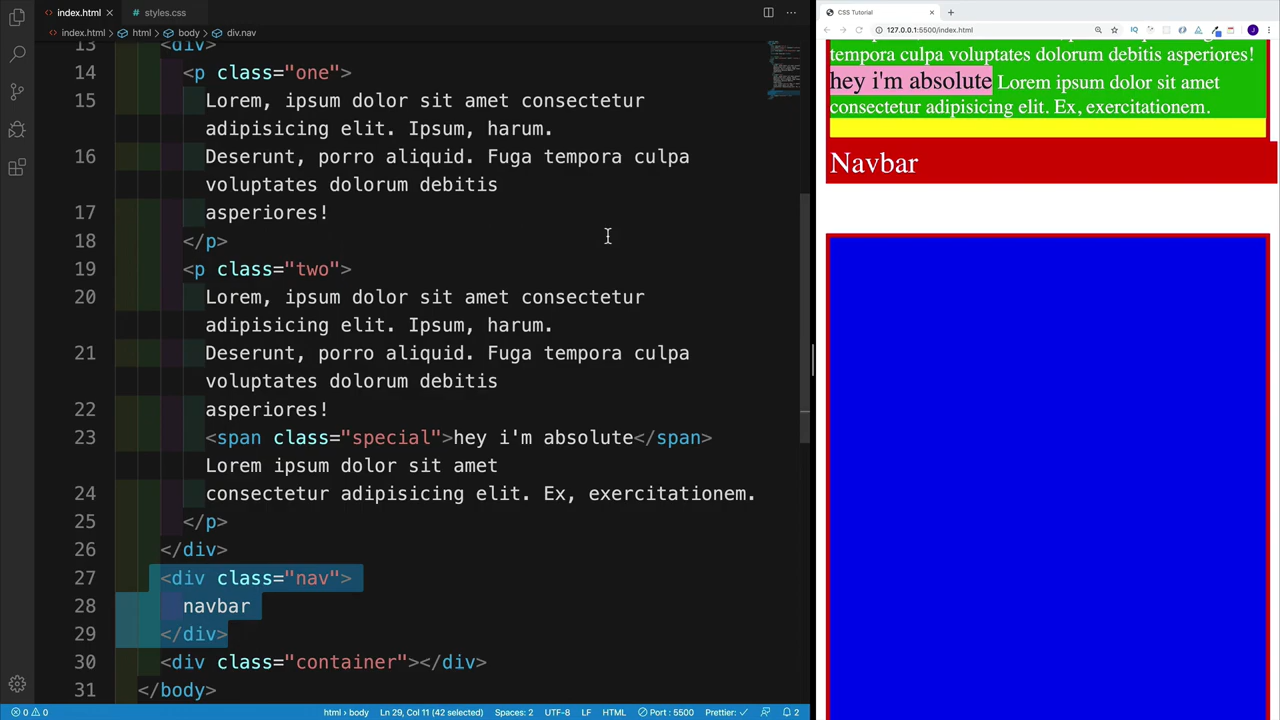 index.html
styles.css
index.html html body div.nav
13 <div>
14 <p class="one">
15 Lorem, ipsum dolor sit amet consectetur
adipisicing elit. Ipsum, harum.
16 Deserunt, porro aliquid. Fuga tempora culpa
voluptates dolorum debitis
17 asperiores!
18 </p>
19 <p class="two">
20 Lorem, ipsum dolor sit amet consectetur
adipisicing elit. Ipsum, harum.
21 Deserunt, porro aliquid. Fuga tempora culpa
voluptates dolorum debitis
22 asperiores!
23 <span class="special">hey i'm absolute</span>
Lorem ipsum dolor sit amet
24 consectetur adipisicing elit. Ex, exercitationem.
25 </p>
26 </div>
27 <div class="nav">
28 navbar
29 </div>
30 <div class="container"></div>
31 </body>
0 0 html › body Ln 29, Col 11 (42 selected) Spaces: 2 UTF-8 LF HTML Port : 5500 Prettier: ✓ 2
CSS Tutorial
127.0.0.1:5500/index.html
IQ
J
tempora culpa voluptates dolorum debitis asperiores!
hey i'm absolute Lorem ipsum dolor sit amet
consectetur adipisicing elit. Ex, exercitationem.
Navbar